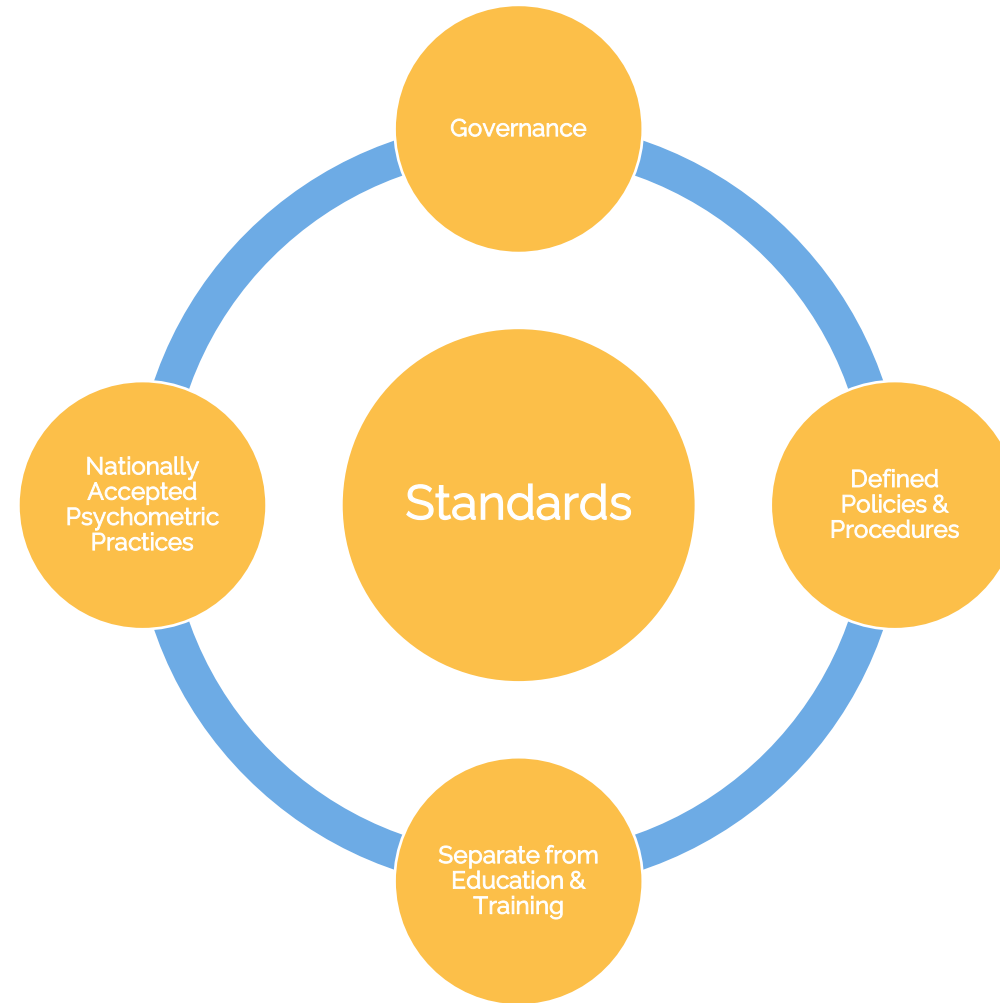 Governance
Nationally
Accepted
Psychometric
Practices
Standards
Defined
Policies &
Procedures
Separate from
Education &
Training